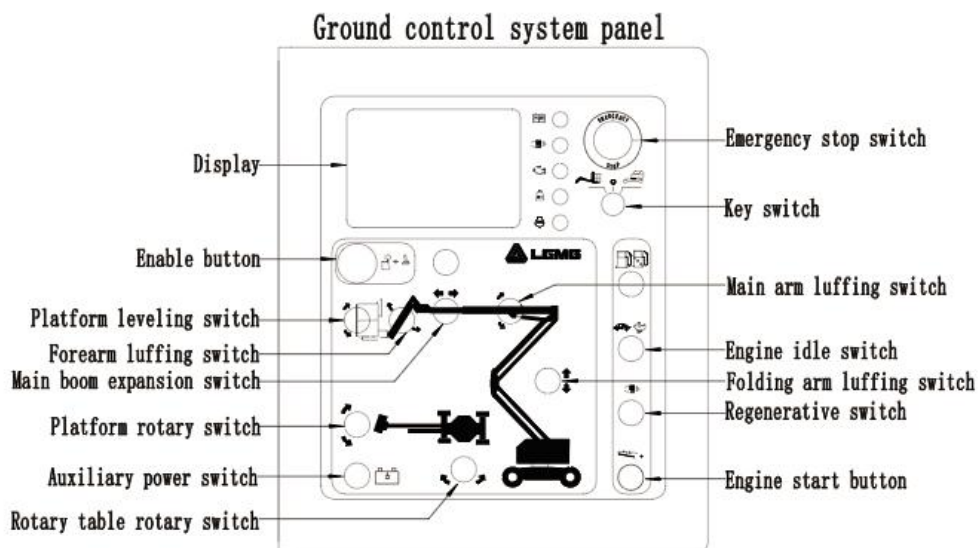 Ground control system panel
EMERGENCY
STOP
Display
Emergency stop switch
Key switch
Enable button
LGMG
Main arm luffing switch
Platform leveling switch
Forearm luffing switch
Engine idle switch
Main boom expansion switch
Folding arm luffing switch
Regenerative switch
Platform rotary switch
Auxiliary power switch
Engine start button
Rotary table rotary switch